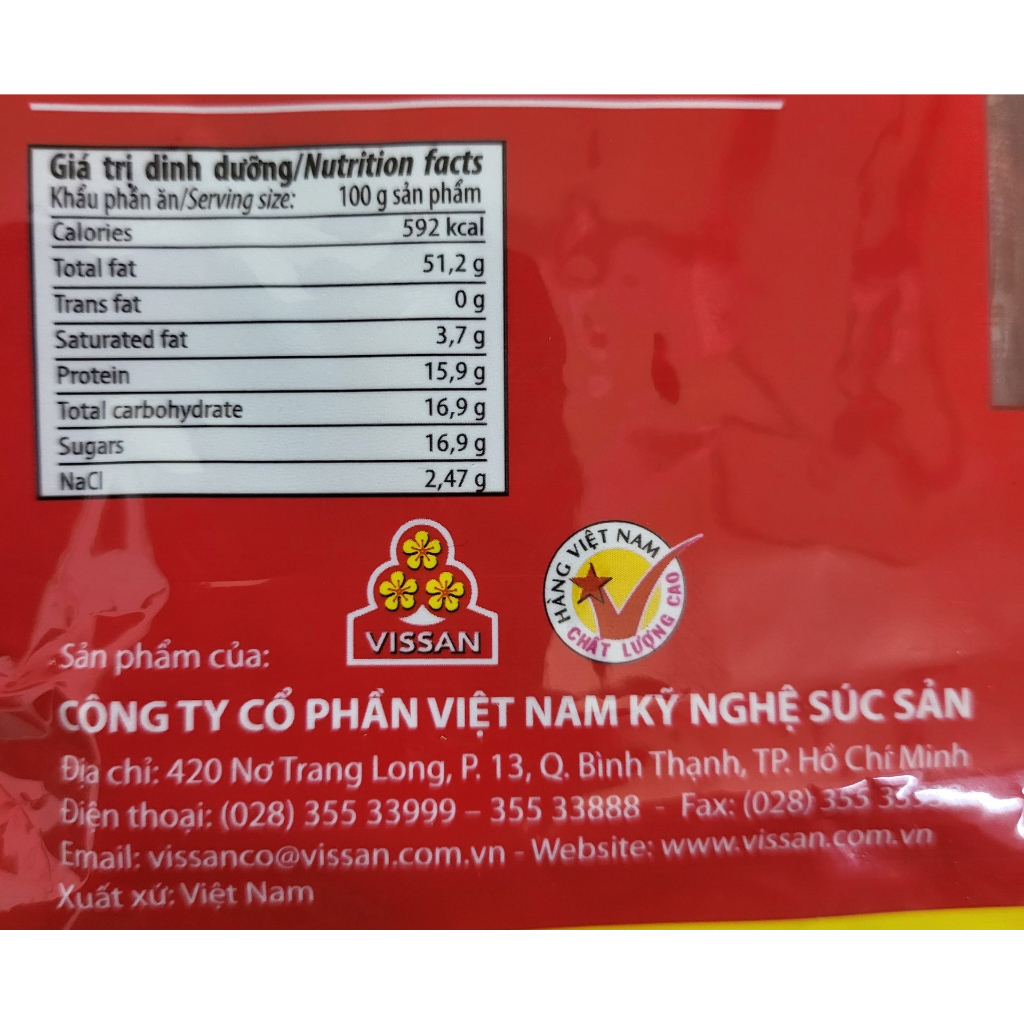 Giá trị dinh dưỡng/Nutrition facts
Khẩu phần ăn/Serving size: 100 g sản phẩm
Calories 592 kcal
Total fat 51,2 g
Trans fat 0 g
Saturated fat 3,7 g
Protein 15,9 g
Total carbohydrate 16,9 g
Sugars 16,9 g
NaCl 2,47 g
VISSAN
HÀNG VIỆT NAM
CHẤT LƯỢNG CAO
Sản phẩm của:
CÔNG TY CỔ PHẦN VIỆT NAM KỸ NGHỆ SÚC SẢN
Địa chỉ: 420 Nơ Trang Long, P. 13, Q. Bình Thạnh, TP. Hồ Chí Minh
Điện thoại: (028) 355 33999 – 355 33888 - Fax: (028) 355
Email: vissanco@vissan.com.vn - Website: www.vissan.com.vn
Xuất xứ: Việt Nam